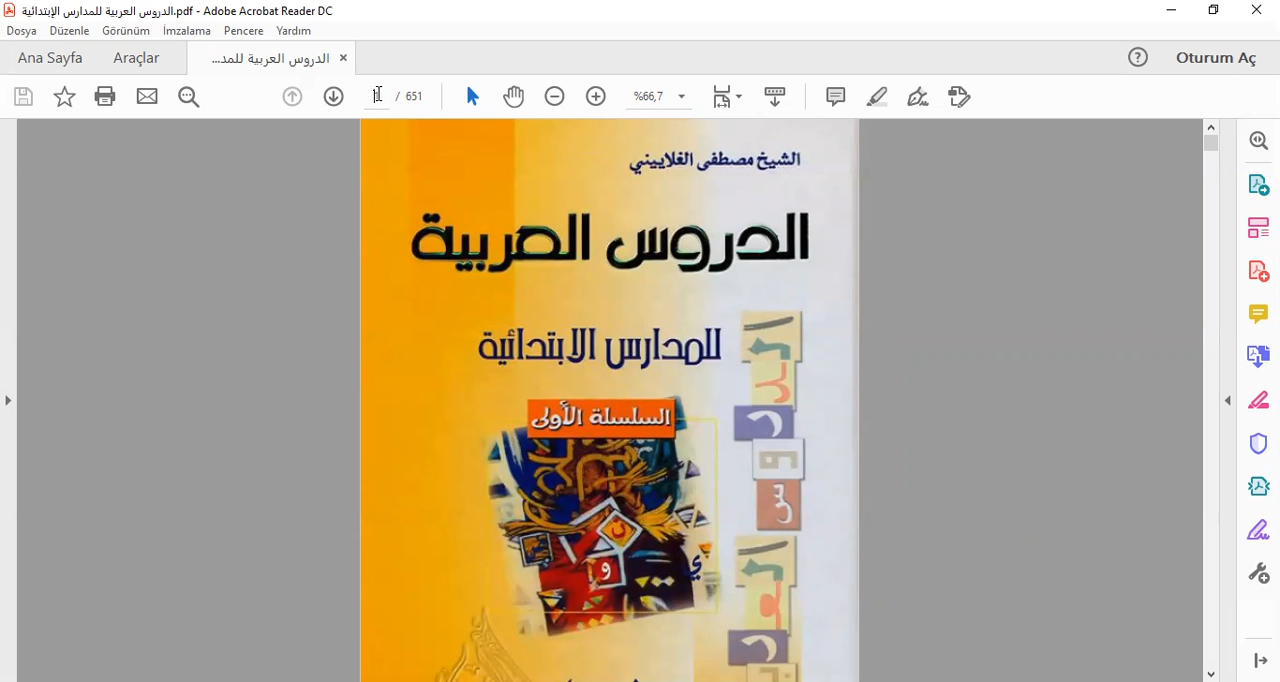 الدروس العربية للمدارس الإبتدائية.pdf - Adobe Acrobat Reader DC
Dosya Düzenle Görünüm İmzalama Pencere Yardım
Ana Sayfa Araçlar الدروس العربية للمد... × ? Oturum Aç
1 / 651 %66,7
الشيخ مصطفى الغلاييني
الدروس العربية
للمدارس الابتدائية
السلسلة الأولى
ن
و
ي